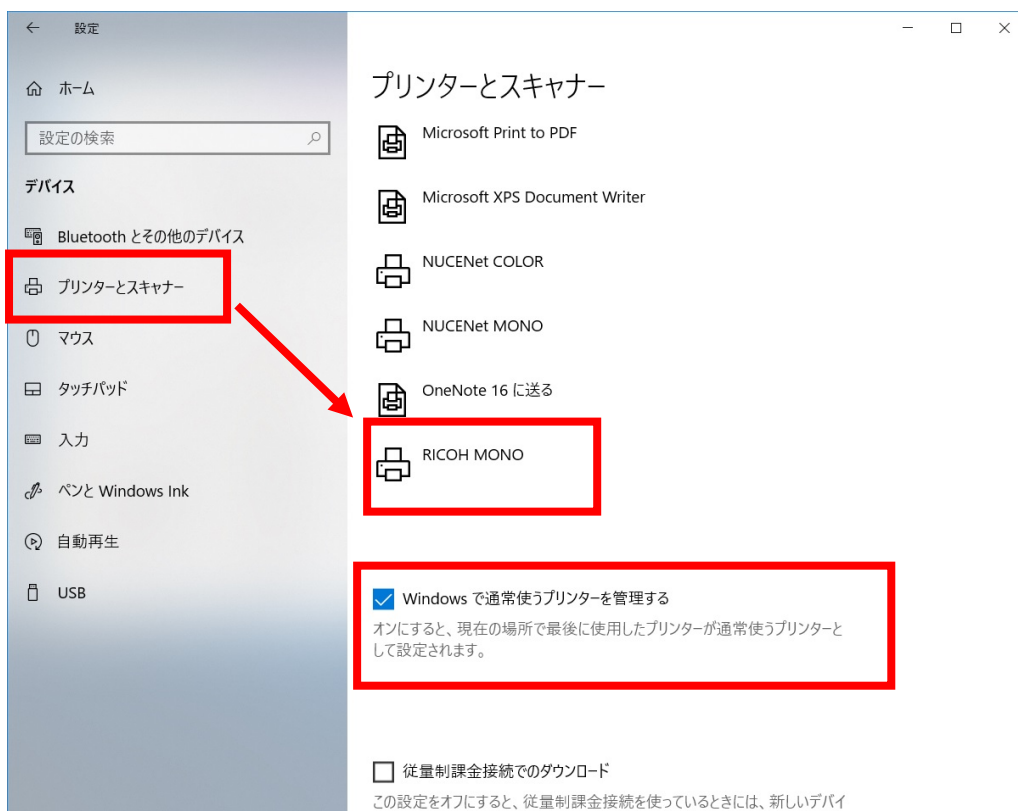 設定
ホーム
設定の検索
デバイス
Bluetooth とその他のデバイス
プリンターとスキャナー
マウス
タッチパッド
入力
ペンと Windows Ink
自動再生
USB
プリンターとスキャナー
Microsoft Print to PDF
Microsoft XPS Document Writer
NUCENet COLOR
NUCENet MONO
OneNote 16 に送る
RICOH MONO
Windows で通常使うプリンターを管理する
オンにすると、現在の場所で最後に使用したプリンターが通常使うプリンターと
して設定されます。
従量制課金接続でのダウンロード
この設定をオフにすると、従量制課金接続を使っているときには、新しいデバイ